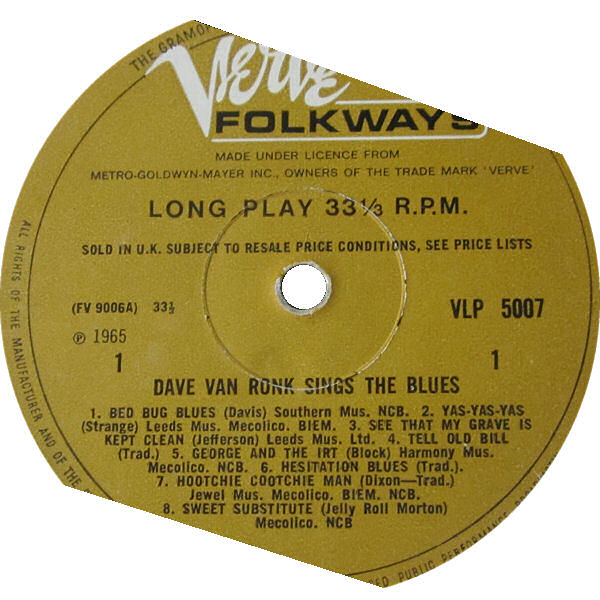 THE GRAMOP
Verve
FOLKWAYS
MADE UNDER LICENCE FROM
METRO-GOLDWYN-MAYER INC., OWNERS OF THE TRADE MARK 'VERVE'
LONG PLAY 33⅓ R.P.M.
SOLD IN U.K. SUBJECT TO RESALE PRICE CONDITIONS, SEE PRICE LISTS
(FV 9006A) 33⅓ VLP 5007
℗ 1965
1 1
DAVE VAN RONK SINGS THE BLUES
1. BED BUG BLUES (Davis) Southern Mus. NCB. 2. YAS-YAS-YAS
(Strange) Leeds Mus. Mecolico. BIEM. 3. SEE THAT MY GRAVE IS
KEPT CLEAN (Jefferson) Leeds Mus. Ltd. 4. TELL OLD BILL
(Trad.) 5. GEORGE AND THE IRT (Block) Harmony Mus.
Mecolico. NCB. 6. HESITATION BLUES (Trad.).
7. HOOTCHIE COOTCHIE MAN (Dixon—Trad.)
Jewel Mus. Mecolico. BIEM. NCB.
8. SWEET SUBSTITUTE (Jelly Roll Morton)
Mecolico. NCB
ALL RIGHTS OF THE MANUFACTURER AND OF THE
PUBLIC PERFORMANCE